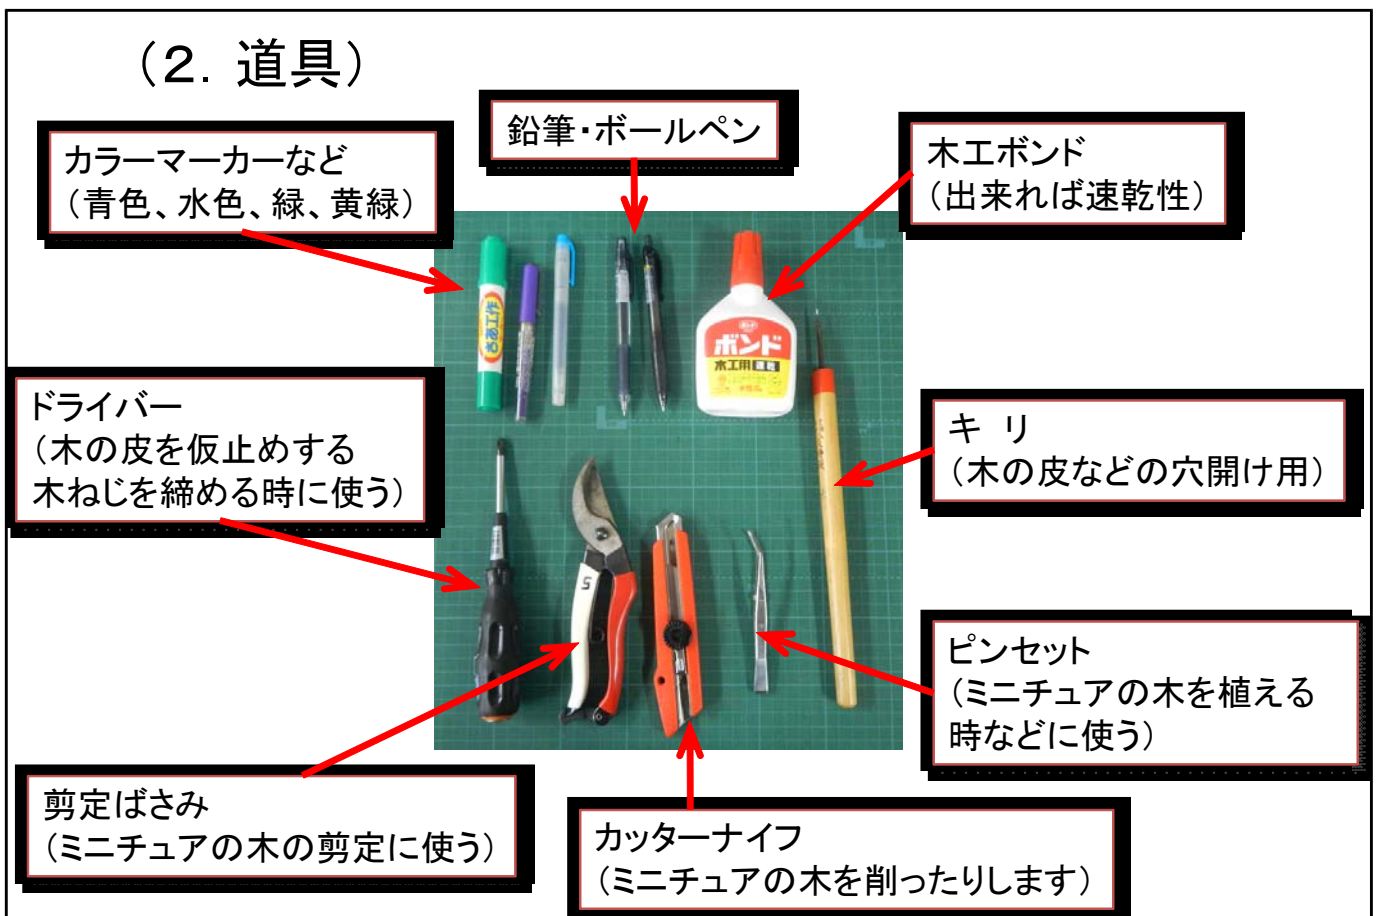 （２．道具）
鉛筆・ボールペン
カラーマーカーなど
（青色、水色、緑、黄緑）
木工ボンド
（出来れば速乾性）
さあ工作
ボンド
木工用 速乾
ドライバー
（木の皮を仮止めする
木ねじを締める時に使う）
キ リ
（木の皮などの穴開け用）
S
ピンセット
（ミニチュアの木を植える
時などに使う）
剪定ばさみ
（ミニチュアの木の剪定に使う）
カッターナイフ
（ミニチュアの木を削ったりします）